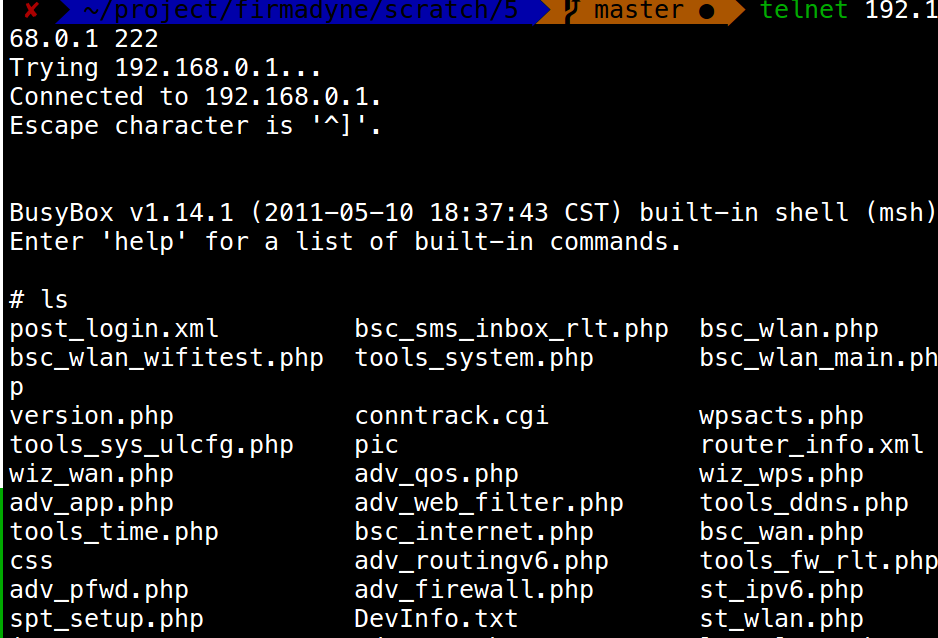 ✘ ~/project/firmadyne/scratch/5 master ● telnet 192.1
68.0.1 222
Trying 192.168.0.1...
Connected to 192.168.0.1.
Escape character is '^]'.
BusyBox v1.14.1 (2011-05-10 18:37:43 CST) built-in shell (msh)
Enter 'help' for a list of built-in commands.
# ls
post_login.xml bsc_sms_inbox_rlt.php bsc_wlan.php
bsc_wlan_wifitest.php tools_system.php bsc_wlan_main.ph
p
version.php conntrack.cgi wpsacts.php
tools_sys_ulcfg.php pic router_info.xml
wiz_wan.php adv_qos.php wiz_wps.php
adv_app.php adv_web_filter.php tools_ddns.php
tools_time.php bsc_internet.php bsc_wan.php
css adv_routingv6.php tools_fw_rlt.php
adv_pfwd.php adv_firewall.php st_ipv6.php
spt_setup.php DevInfo.txt st_wlan.php